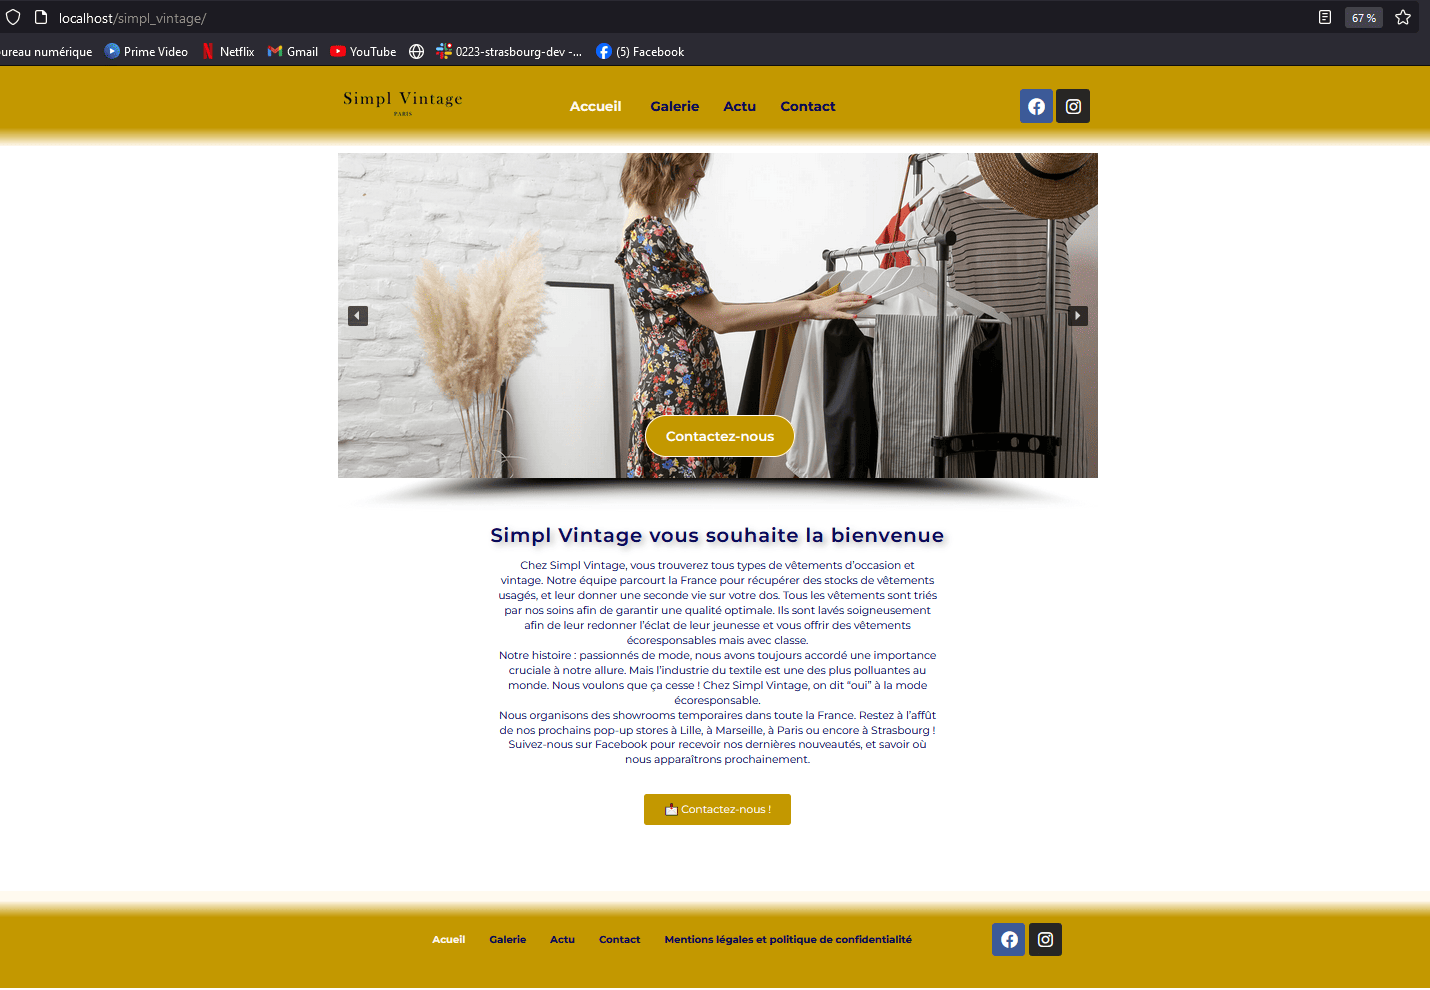 localhost/simpl_vintage/
67 %
ureau numérique
Prime Video
Netflix
Gmail
YouTube
0223-strasbourg-dev -...
(5) Facebook
Simpl Vintage
PARIS
Accueil
Galerie
Actu
Contact
Contactez-nous
Simpl Vintage vous souhaite la bienvenue
Chez Simpl Vintage, vous trouverez tous types de vêtements d’occasion et
vintage. Notre équipe parcourt la France pour récupérer des stocks de vêtements
usagés, et leur donner une seconde vie sur votre dos. Tous les vêtements sont triés
par nos soins afin de garantir une qualité optimale. Ils sont lavés soigneusement
afin de leur redonner l’éclat de leur jeunesse et vous offrir des vêtements
écoresponsables mais avec classe.
Notre histoire : passionnés de mode, nous avons toujours accordé une importance
cruciale à notre allure. Mais l’industrie du textile est une des plus polluantes au
monde. Nous voulons que ça cesse ! Chez Simpl Vintage, on dit “oui” à la mode
écoresponsable.
Nous organisons des showrooms temporaires dans toute la France. Restez à l’affût
de nos prochains pop-up stores à Lille, à Marseille, à Paris ou encore à Strasbourg !
Suivez-nous sur Facebook pour recevoir nos dernières nouveautés, et savoir où
nous apparaîtrons prochainement.
Contactez-nous !
Acueil
Galerie
Actu
Contact
Mentions légales et politique de confidentialité